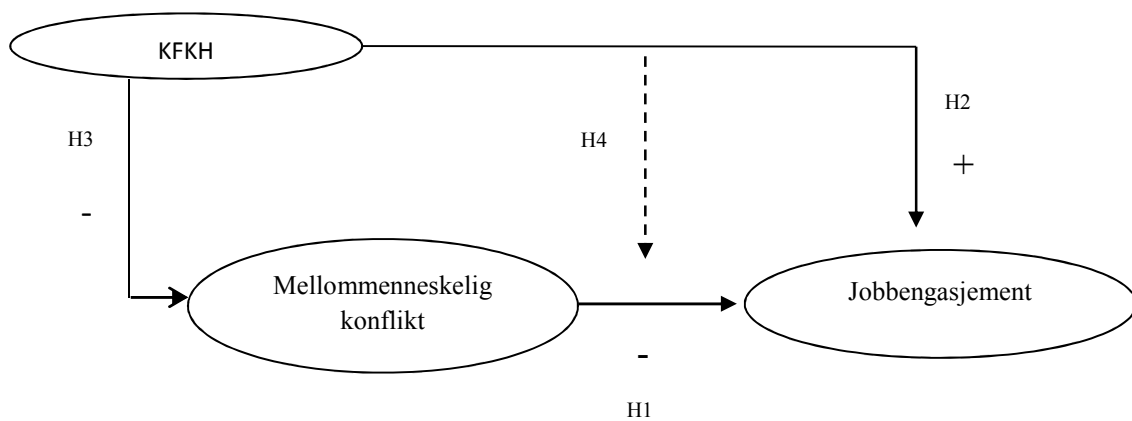 KFKH
H2
H3
H4
+
-
Mellommenneskelig
konflikt
Jobbengasjement
-
H1